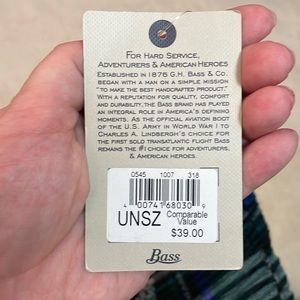 FOR HARD SERVICE,
ADVENTURERS & AMERICAN HEROES
ESTABLISHED IN 1876 G.H. BASS & CO.
BEGAN WITH A MAN ON A SIMPLE MISSION
"TO MAKE THE BEST HANDCRAFTED PRODUCT".
WITH A REPUTATION FOR QUALITY, COMFORT
AND DURABILITY, THE BASS BRAND HAS PLAYED
AN INTEGRAL ROLE IN AMERICA'S DEFINING
MOMENTS. AS THE OFFICIAL AVIATION BOOT
OF THE U.S. ARMY IN WORLD WAR I TO
CHARLES A. LINDBERGH'S CHOICE FOR
THE FIRST SOLO TRANSATLANTIC FLIGHT BASS
REMAINS THE #1 CHOICE FOR ADVENTURERS,
& AMERICAN HEROES.
0545 1007 318
4 00741 68030 9
UNSZ Comparable
Value
$39.00
Bass